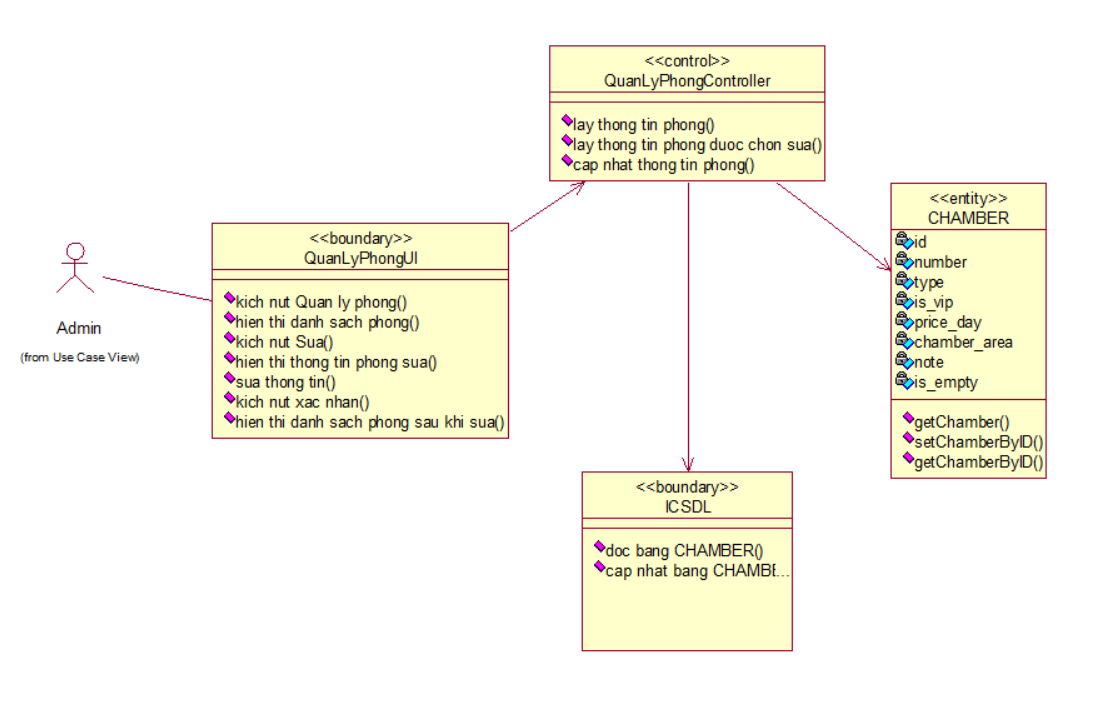 <<control>>
QuanLyPhongController
lay thong tin phong()
lay thong tin phong duoc chon sua()
cap nhat thong tin phong()
<<entity>>
CHAMBER
id
number
type
is_vip
price_day
chamber_area
note
is_empty
getChamber()
setChamberByID()
getChamberByID()
<<boundary>>
QuanLyPhongUI
kich nut Quan ly phong()
hien thi danh sach phong()
kich nut Sua()
hien thi thong tin phong sua()
sua thong tin()
kich nut xac nhan()
hien thi danh sach phong sau khi sua()
Admin
(from Use Case View)
<<boundary>>
ICSDL
doc bang CHAMBER()
cap nhat bang CHAMBE...